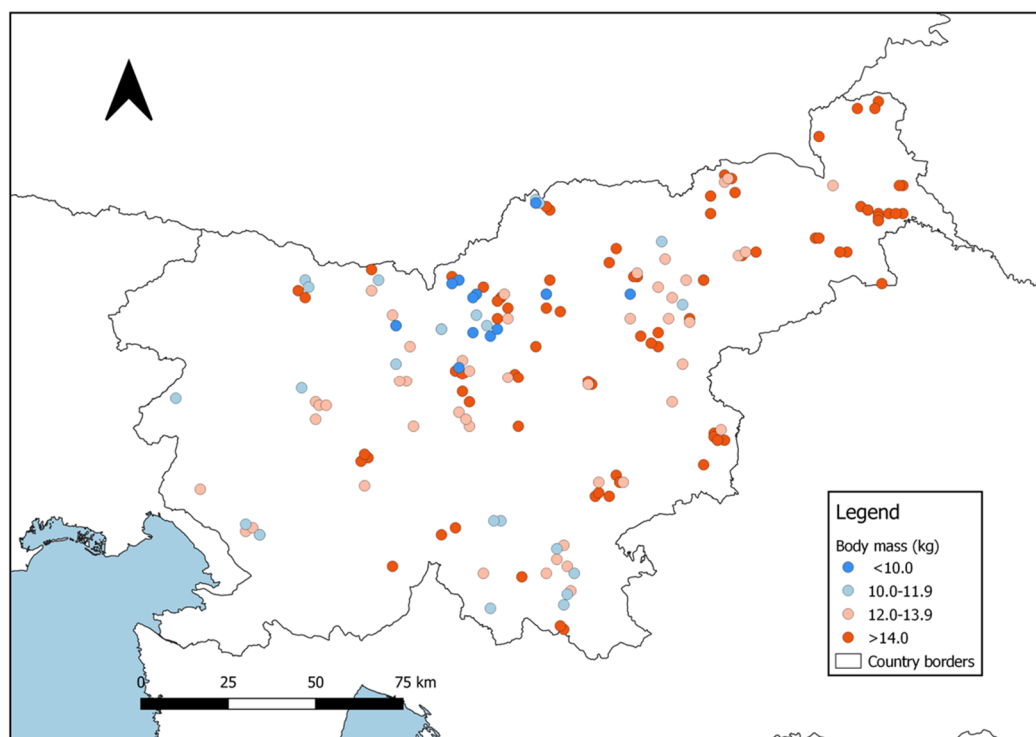 Legend
Body mass (kg)
<10.0
10.0-11.9
12.0-13.9
>14.0
Country borders
0 25 50 75 km